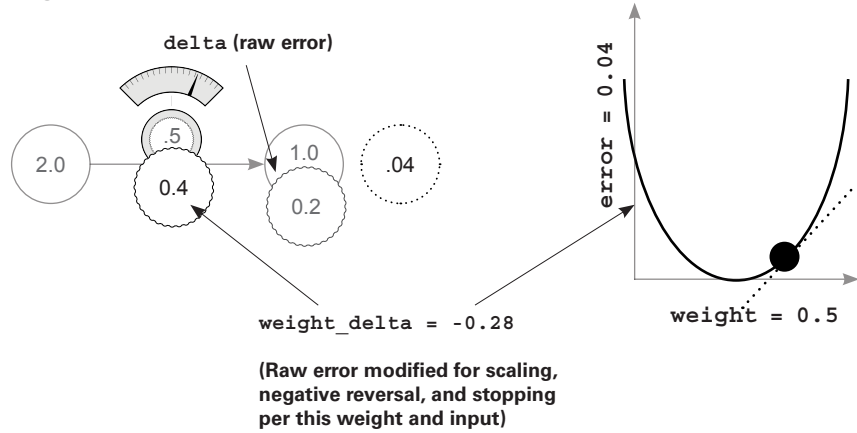 delta (raw error)
.5
2.0
0.4
1.0
0.2
.04
weight_delta = -0.28
(Raw error modified for scaling,
negative reversal, and stopping
per this weight and input)
error = 0.04
weight = 0.5